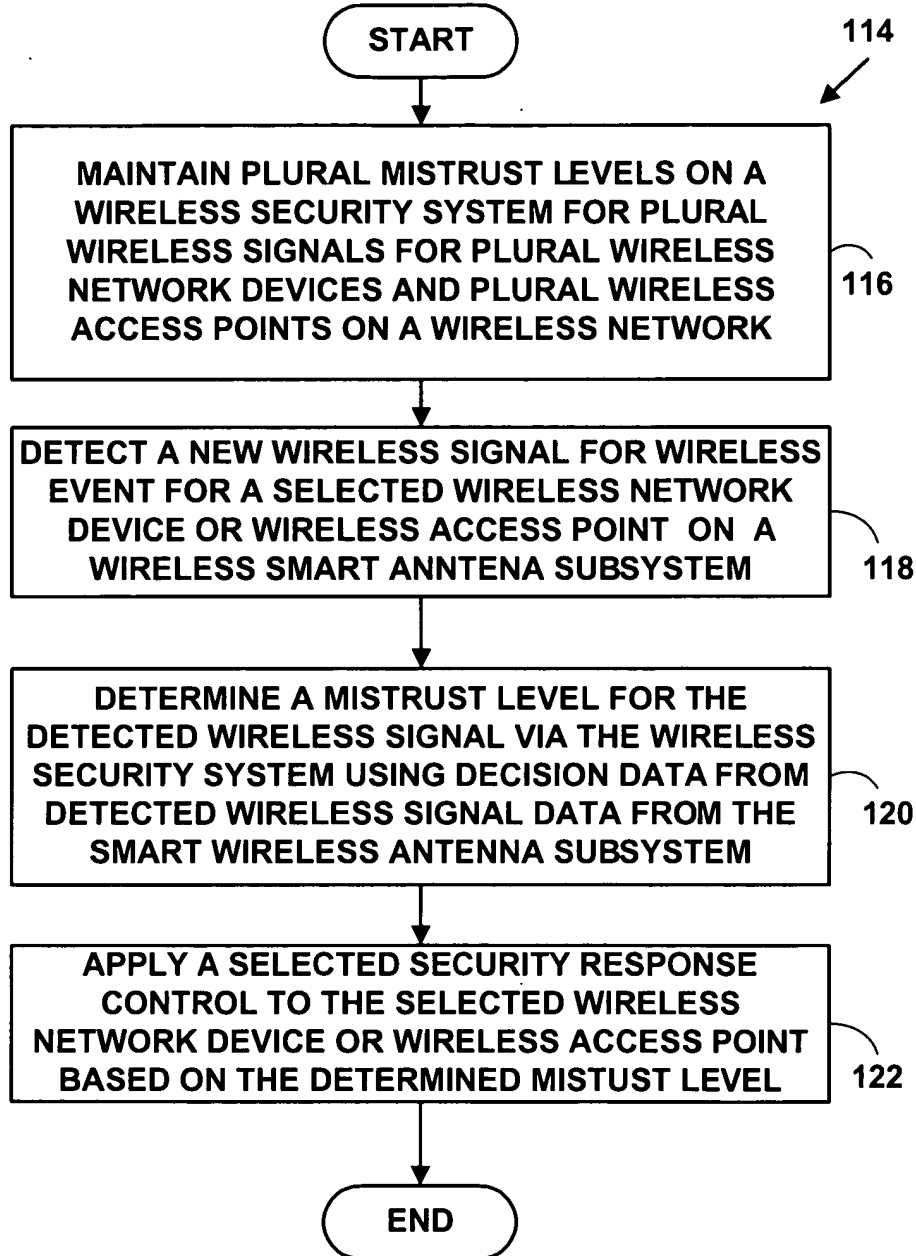 START
114
MAINTAIN PLURAL MISTRUST LEVELS ON A
WIRELESS SECURITY SYSTEM FOR PLURAL
WIRELESS SIGNALS FOR PLURAL WIRELESS
NETWORK DEVICES AND PLURAL WIRELESS
ACCESS POINTS ON A WIRELESS NETWORK
116
DETECT A NEW WIRELESS SIGNAL FOR WIRELESS
EVENT FOR A SELECTED WIRELESS NETWORK
DEVICE OR WIRELESS ACCESS POINT ON A
WIRELESS SMART ANNTENA SUBSYSTEM
118
DETERMINE A MISTRUST LEVEL FOR THE
DETECTED WIRELESS SIGNAL VIA THE WIRELESS
SECURITY SYSTEM USING DECISION DATA FROM
DETECTED WIRELESS SIGNAL DATA FROM THE
SMART WIRELESS ANTENNA SUBSYSTEM
120
APPLY A SELECTED SECURITY RESPONSE
CONTROL TO THE SELECTED WIRELESS
NETWORK DEVICE OR WIRELESS ACCESS POINT
BASED ON THE DETERMINED MISTUST LEVEL
122
END